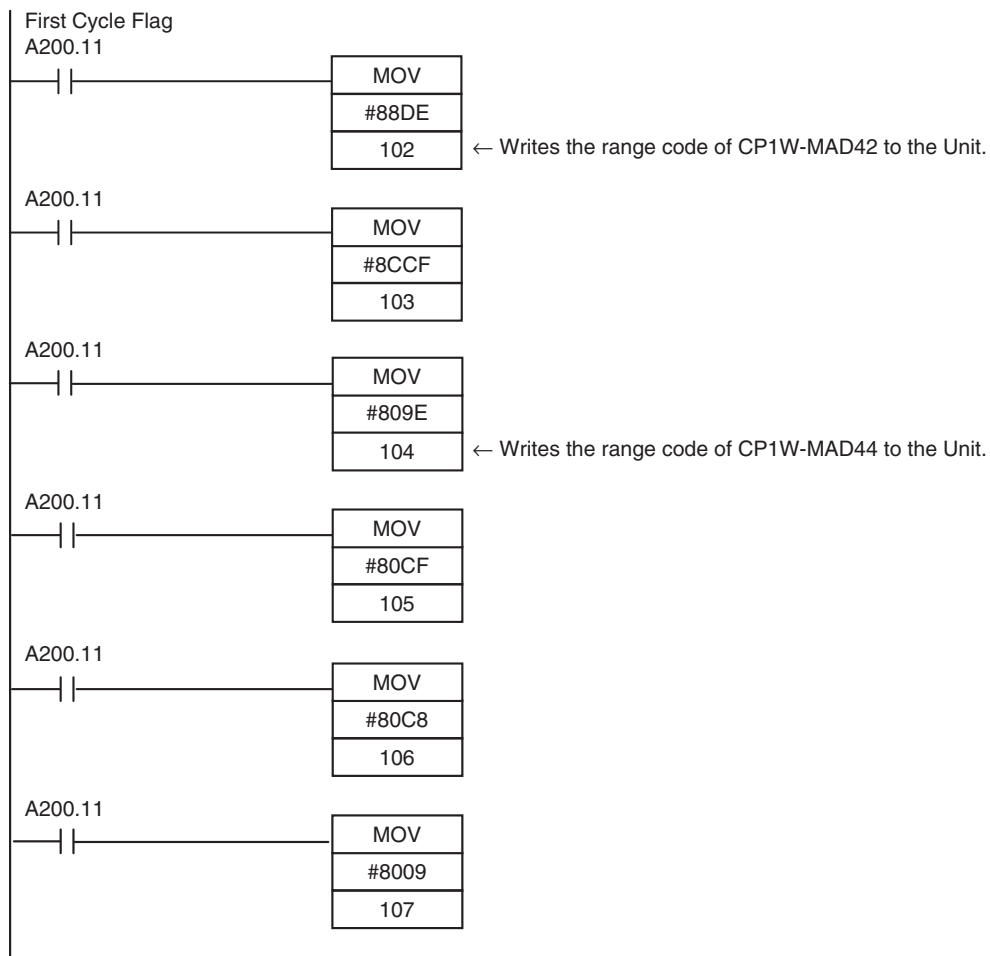 First Cycle Flag
A200.11
MOV
#88DE
102
← Writes the range code of CP1W-MAD42 to the Unit.
A200.11
MOV
#8CCF
103
A200.11
MOV
#809E
104
← Writes the range code of CP1W-MAD44 to the Unit.
A200.11
MOV
#80CF
105
A200.11
MOV
#80C8
106
A200.11
MOV
#8009
107